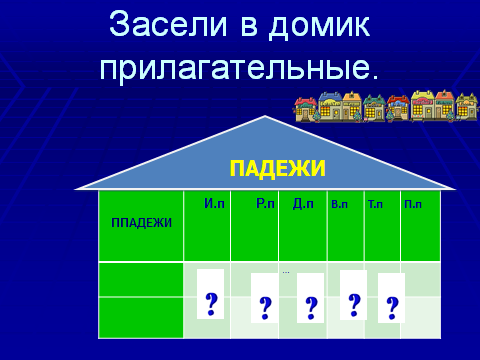 Засели в домик
прилагательные.
ПАДЕЖИ
ППАДЕЖИ И.п Р.п Д.п В.п Т.п П.п
...
? ? ? ? ?